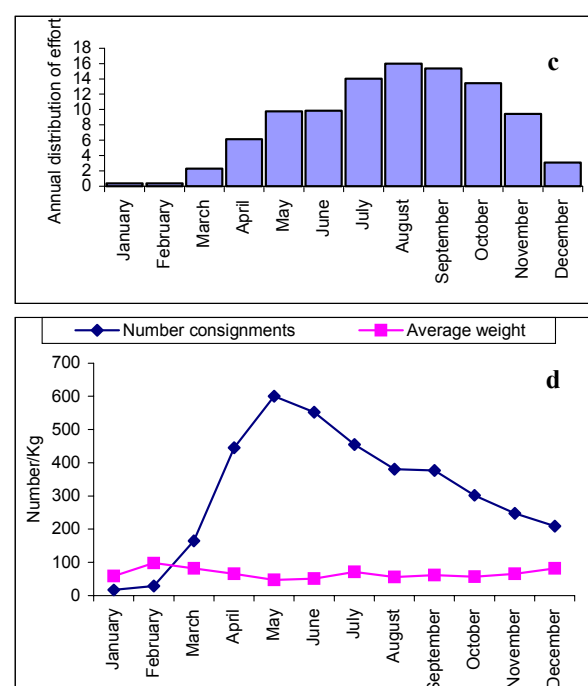 c
Annual distribution of effort
18
16
14
12
10
8
6
4
2
0
January
February
March
April
May
June
July
August
September
October
November
December
Number consignments
Average weight
d
Number/Kg
700
600
500
400
300
200
100
0
January
February
March
April
May
June
July
August
September
October
November
December